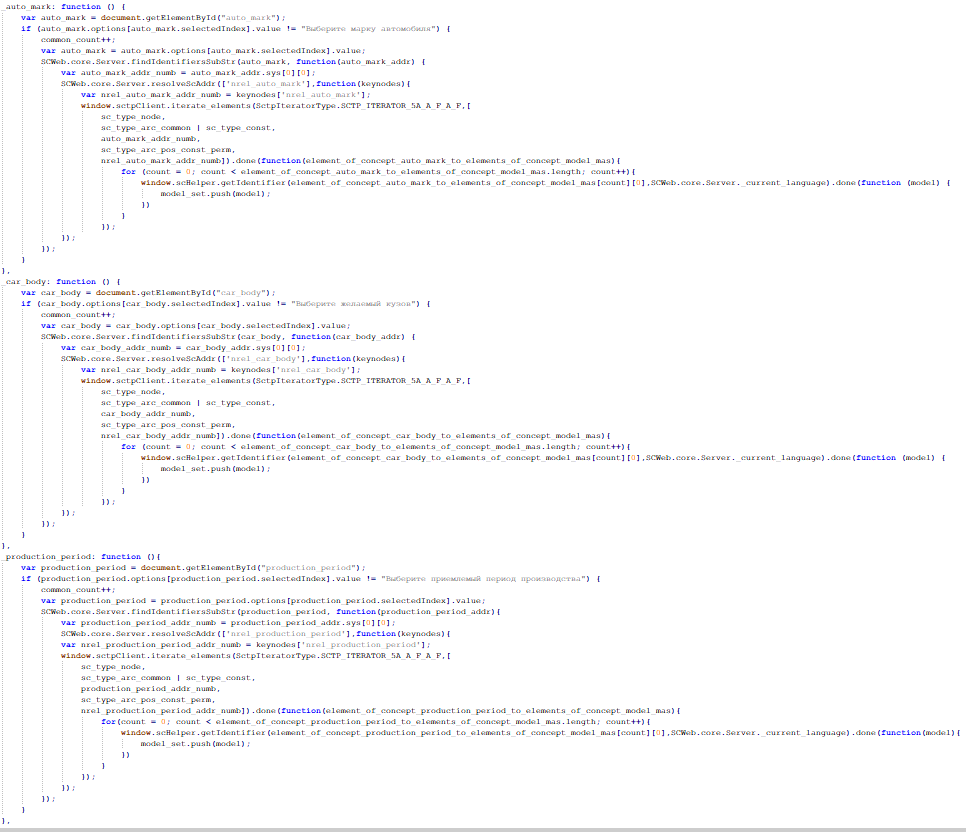 _auto_mark: function () {
var auto_mark = document.getElementById("auto_mark");
if (auto_mark.options[auto_mark.selectedIndex].value != "Выберите марку автомобиля") {
common_count++;
var auto_mark = auto_mark.options[auto_mark.selectedIndex].value;
SCWeb.core.Server.findIdentifiersSubStr(auto_mark, function(auto_mark_addr) {
var auto_mark_addr_numb = auto_mark_addr.sys[0][0];
SCWeb.core.Server.resolveScAddr(['nrel_auto_mark'],function(keynodes){
var nrel_auto_mark_addr_numb = keynodes['nrel_auto_mark'];
window.sctpClient.iterate_elements(SctpIteratorType.SCTP_ITERATOR_5A_A_F_A_F,[
sc_type_node,
sc_type_arc_common | sc_type_const,
auto_mark_addr_numb,
sc_type_arc_pos_const_perm,
nrel_auto_mark_addr_numb]).done(function(element_of_concept_auto_mark_to_elements_of_concept_model_mas){
for (count = 0; count < element_of_concept_auto_mark_to_elements_of_concept_model_mas.length; count++){
window.scHelper.getIdentifier(element_of_concept_auto_mark_to_elements_of_concept_model_mas[count][0],SCWeb.core.Server._current_language).done(function (model) {
model_set.push(model);
})
}
});
});
});
}
},
_car_body: function () {
var car_body = document.getElementById("car_body");
if (car_body.options[car_body.selectedIndex].value != "Выберите желаемый кузов") {
common_count++;
var car_body = car_body.options[car_body.selectedIndex].value;
SCWeb.core.Server.findIdentifiersSubStr(car_body, function(car_body_addr) {
var car_body_addr_numb = car_body_addr.sys[0][0];
SCWeb.core.Server.resolveScAddr(['nrel_car_body'],function(keynodes){
var nrel_car_body_addr_numb = keynodes['nrel_car_body'];
window.sctpClient.iterate_elements(SctpIteratorType.SCTP_ITERATOR_5A_A_F_A_F,[
sc_type_node,
sc_type_arc_common | sc_type_const,
car_body_addr_numb,
sc_type_arc_pos_const_perm,
nrel_car_body_addr_numb]).done(function(element_of_concept_car_body_to_elements_of_concept_model_mas){
for (count = 0; count < element_of_concept_car_body_to_elements_of_concept_model_mas.length; count++){
window.scHelper.getIdentifier(element_of_concept_car_body_to_elements_of_concept_model_mas[count][0],SCWeb.core.Server._current_language).done(function (model) {
model_set.push(model);
})
}
});
});
});
}
},
_production_period: function (){
var production_period = document.getElementById("production_period");
if (production_period.options[production_period.selectedIndex].value != "Выберите приемлемый период производства") {
common_count++;
var production_period = production_period.options[production_period.selectedIndex].value;
SCWeb.core.Server.findIdentifiersSubStr(production_period, function(production_period_addr){
var production_period_addr_numb = production_period_addr.sys[0][0];
SCWeb.core.Server.resolveScAddr(['nrel_production_period'],function(keynodes){
var nrel_production_period_addr_numb = keynodes['nrel_production_period'];
window.sctpClient.iterate_elements(SctpIteratorType.SCTP_ITERATOR_5A_A_F_A_F,[
sc_type_node,
sc_type_arc_common | sc_type_const,
production_period_addr_numb,
sc_type_arc_pos_const_perm,
nrel_production_period_addr_numb]).done(function(element_of_concept_production_period_to_elements_of_concept_model_mas){
for(count = 0; count < element_of_concept_production_period_to_elements_of_concept_model_mas.length; count++){
window.scHelper.getIdentifier(element_of_concept_production_period_to_elements_of_concept_model_mas[count][0],SCWeb.core.Server._current_language).done(function(model){
model_set.push(model);
})
}
});
});
});
}
},